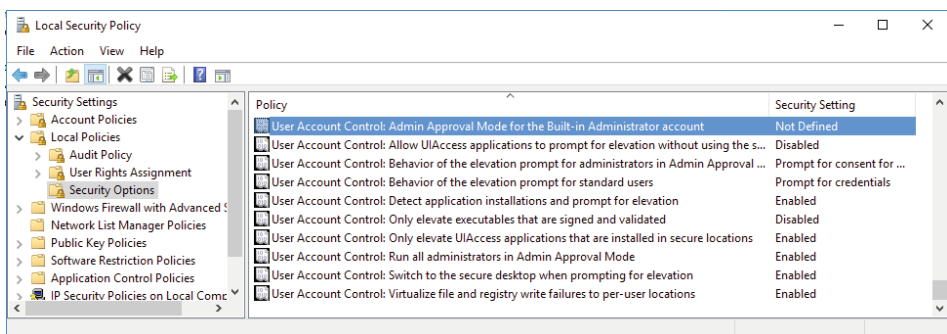 Local Security Policy
File Action View Help
Security Settings
Account Policies
Local Policies
Audit Policy
User Rights Assignment
Security Options
Windows Firewall with Advanced S
Network List Manager Policies
Public Key Policies
Software Restriction Policies
Application Control Policies
IP Security Policies on Local Comp
Policy Security Setting
User Account Control: Admin Approval Mode for the Built-in Administrator account Not Defined
User Account Control: Allow UIAccess applications to prompt for elevation without using the s... Disabled
User Account Control: Behavior of the elevation prompt for administrators in Admin Approval ... Prompt for consent for ...
User Account Control: Behavior of the elevation prompt for standard users Prompt for credentials
User Account Control: Detect application installations and prompt for elevation Enabled
User Account Control: Only elevate executables that are signed and validated Disabled
User Account Control: Only elevate UIAccess applications that are installed in secure locations Enabled
User Account Control: Run all administrators in Admin Approval Mode Enabled
User Account Control: Switch to the secure desktop when prompting for elevation Enabled
User Account Control: Virtualize file and registry write failures to per-user locations Enabled